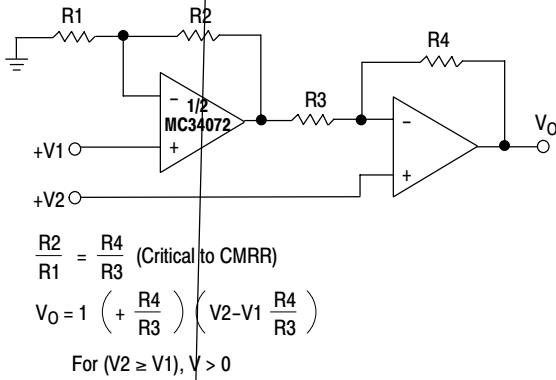 R1
R2
R4
1/2
MC34072
R3
−
+
−
+
+V1
+V2
VO
R2/R1 = R4/R3 (Critical to CMRR)
VO = 1 ( + R4/R3 ) ( V2−V1 R4/R3 )
For (V2 ≥ V1), V > 0